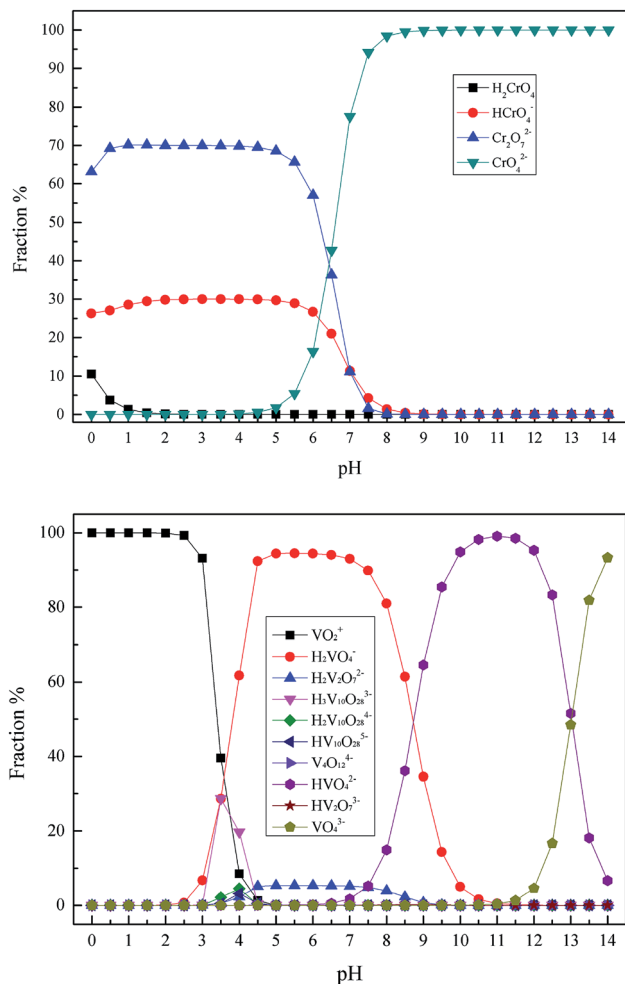 100
90
80
70
60
50
40
30
20
10
0
Fraction %
H₂CrO₄
HCrO₄⁻
Cr₂O₇²⁻
CrO₄²⁻
0 1 2 3 4 5 6 7 8 9 10 11 12 13 14
pH
100
80
60
40
20
0
Fraction %
VO₂⁺
H₂VO₄⁻
H₂V₂O₇²⁻
H₃V₁₀O₂₈³⁻
H₂V₁₀O₂₈⁴⁻
HV₁₀O₂₈⁵⁻
V₄O₁₂⁴⁻
HVO₄²⁻
HV₂O₇³⁻
VO₄³⁻
0 1 2 3 4 5 6 7 8 9 10 11 12 13 14
pH